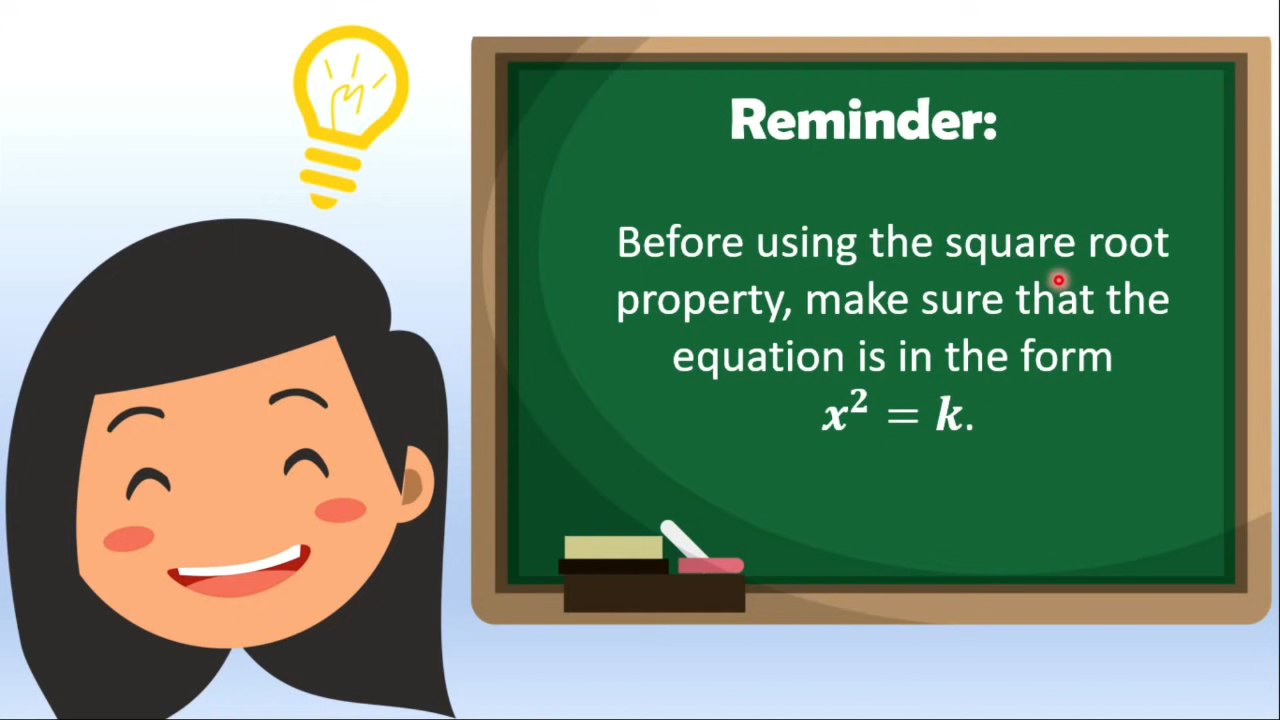 Reminder:
Before using the square root
property, make sure that the
equation is in the form
x² = k.